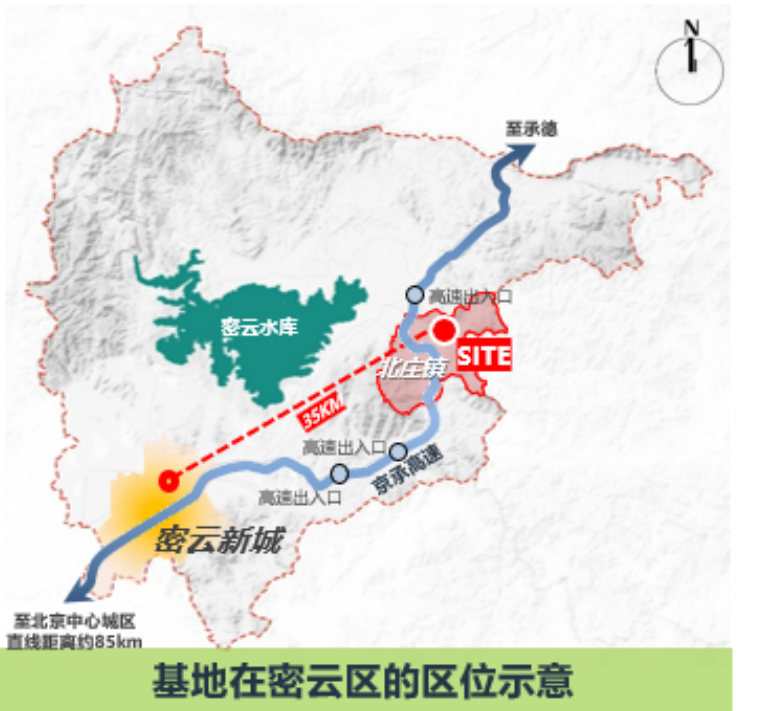 N
至承德
高速出入口
密云水库
SITE
北庄镇
35KM
高速出入口
京承高速
高速出入口
密云新城
至北京中心城区
直线距离约85km
基地在密云区的区位示意